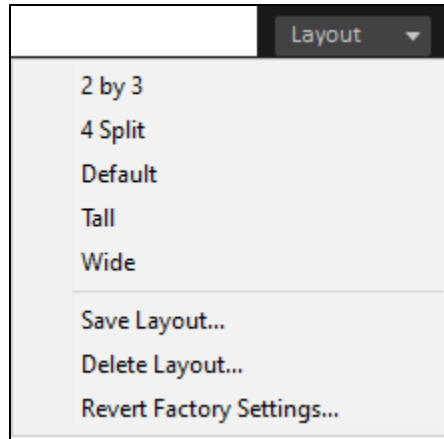 Layout
2 by 3
4 Split
Default
Tall
Wide
Save Layout...
Delete Layout...
Revert Factory Settings...